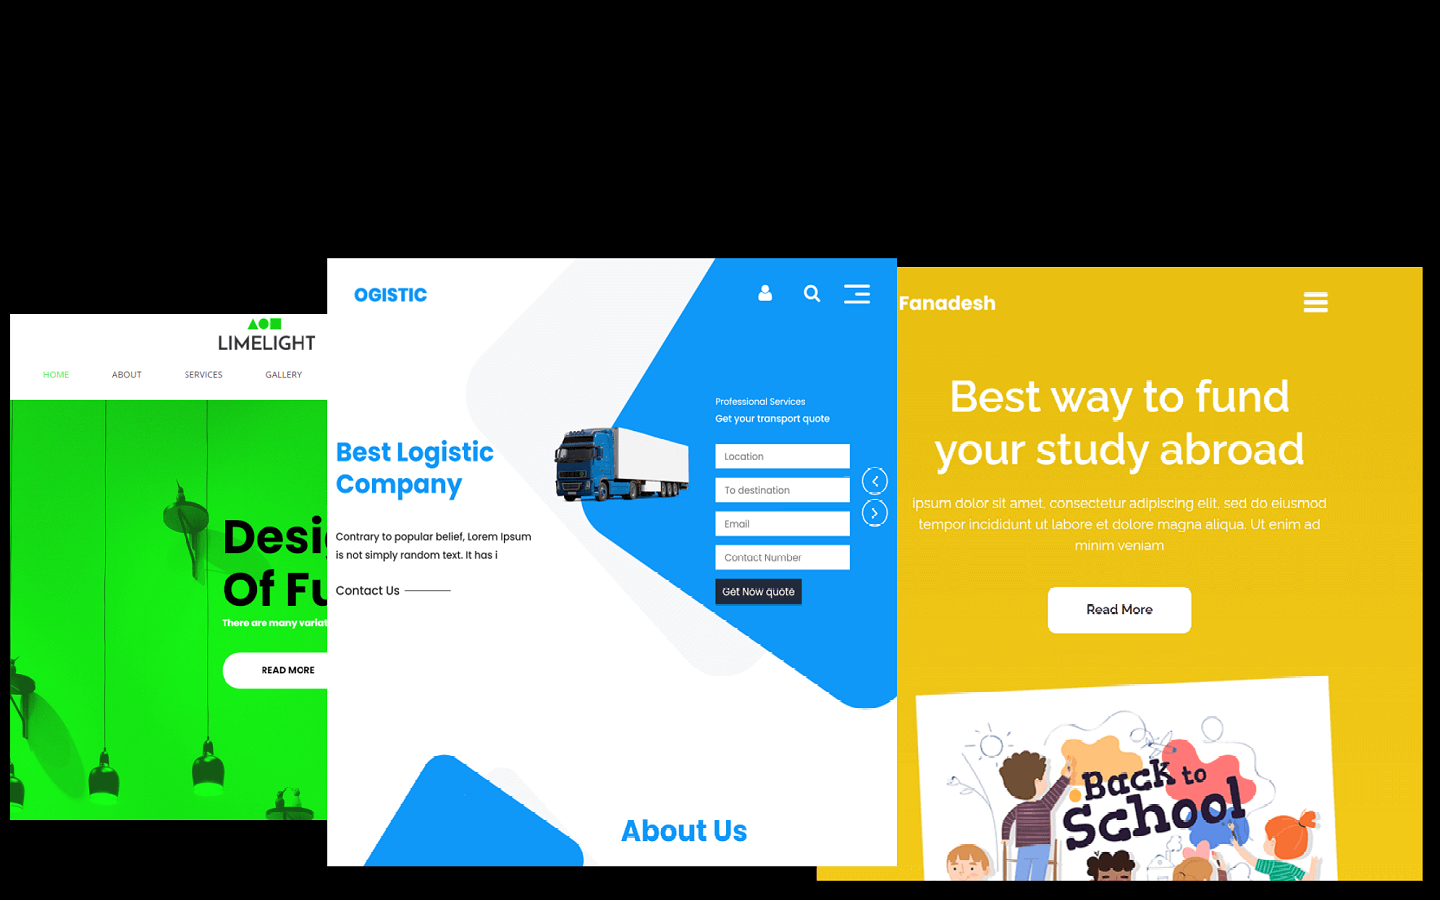 LIMELIGHT
HOME ABOUT SERVICES GALLERY
Desi
Of Fu
There are many variat
READ MORE
OGISTIC
Best Logistic
Company
Contrary to popular belief, Lorem Ipsum
is not simply random text. It has i
Contact Us
Professional Services
Get your transport quote
Location
To destination
Email
Contact Number
Get Now quote
About Us
Fanadesh
Best way to fund
your study abroad
Ipsum dolor sit amet, consectetur adipiscing elit, sed do eiusmod
tempor incididunt ut labore et dolore magna aliqua. Ut enim ad
minim veniam
Read More
Back to
School